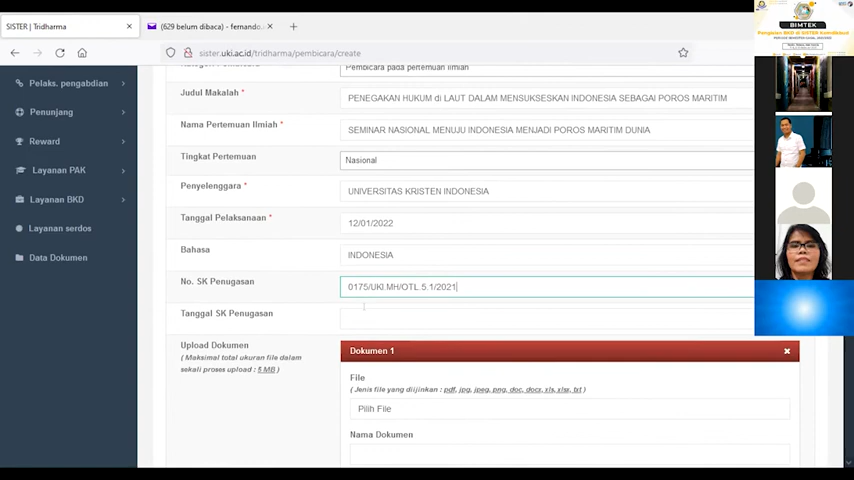 SISTER | Tridharma
(629 belum dibaca) - fernando.
sister.uki.ac.id/tridharma/pembicara/create
BIMTEK
Pengisian BKD di SISTER Komdikbud
Pelaks. pengabdian
Penunjang
Reward
Layanan PAK
Layanan BKD
Layanan serdos
Data Dokumen
Pembicara pada pertemuan ilmiah
Judul Makalah *
PENEGAKAN HUKUM di LAUT DALAM MENSUKSESKAN INDONESIA SEBAGAI POROS MARITIM
Nama Pertemuan Ilmiah *
SEMINAR NASIONAL MENUJU INDONESIA MENJADI POROS MARITIM DUNIA
Tingkat Pertemuan
Nasional
Penyelenggara *
UNIVERSITAS KRISTEN INDONESIA
Tanggal Pelaksanaan *
12/01/2022
Bahasa
INDONESIA
No. SK Penugasan
0175/UKI.MH/OTL.5.1/2021
Tanggal SK Penugasan
Upload Dokumen
( Maksimal total ukuran file dalam
sekali proses upload : 5 MB )
Dokumen 1
File
( Jenis file yang diijinkan : pdf, jpg, jpeg, png, doc, docx, xls, xlsx, txt )
Pilih File
Nama Dokumen